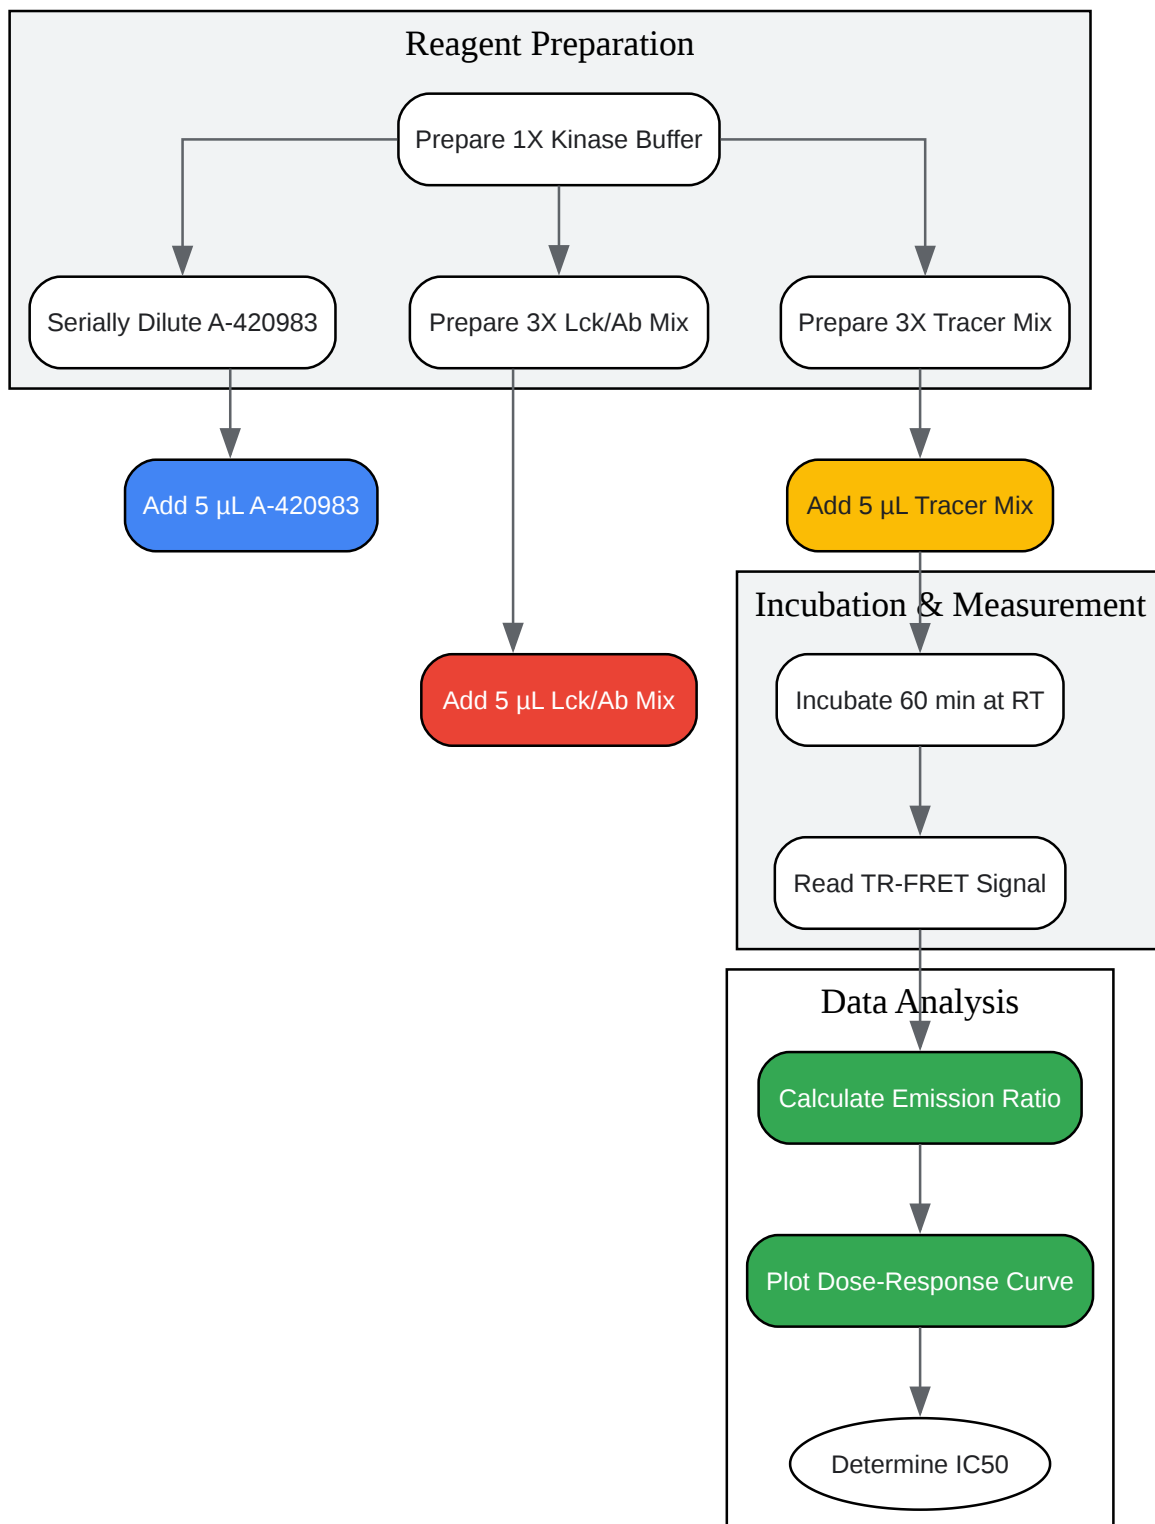 Reagent Preparation
Prepare 1X Kinase Buffer
Serially Dilute A-420983
Prepare 3X Lck/Ab Mix
Prepare 3X Tracer Mix
Add 5 µL A-420983
Add 5 µL Tracer Mix
Incubation & Measurement
Add 5 µL Lck/Ab Mix
Incubate 60 min at RT
Read TR-FRET Signal
Data Analysis
Calculate Emission Ratio
Plot Dose-Response Curve
Determine IC50